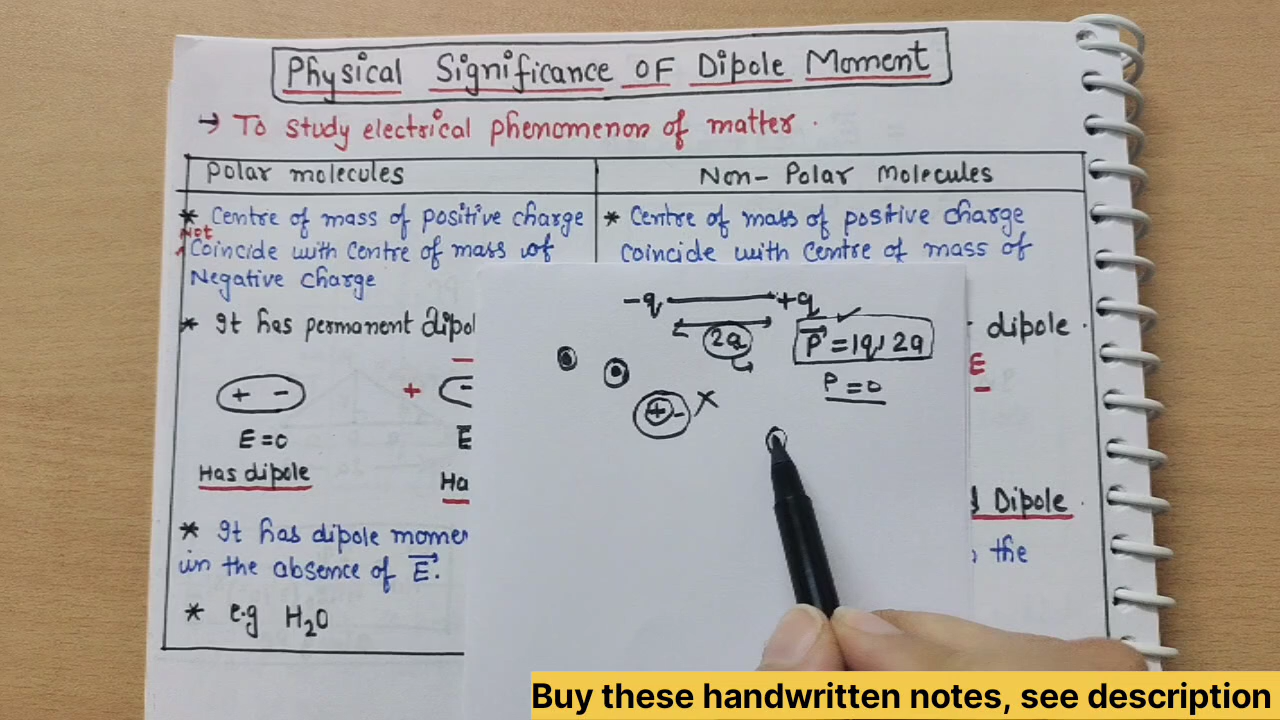 Physical Significance OF Dipole Moment
→ To study electrical phenomenon of matter.
Polar molecules
Non-Polar Molecules
* Centre of mass of positive charge
Not
Coincide with Centre of mass of
Negative Charge
* Centre of mass of positive charge
Coincide with Centre of mass of
* It has permanent dipol
dipole.
+ -
+
-
E=0
E
Has dipole
Ha
* It has dipole momen
in the absence of E⃗.
* e.g H₂O
E
Dipole
the
-q +q
2a
P⃗ = |q| 2a
P = 0
+ - x
Buy these handwritten notes, see description